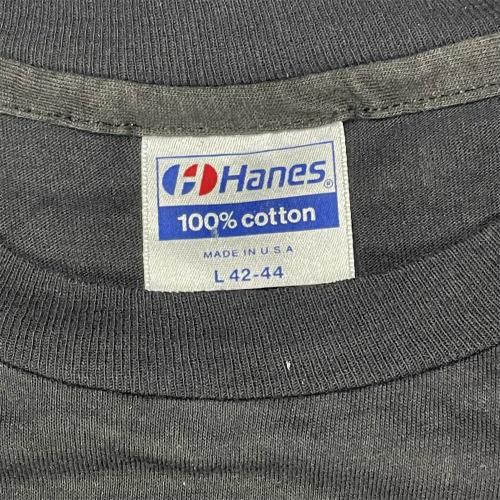 Hanes®
100% cotton
MADE IN U.S.A
L 42-44